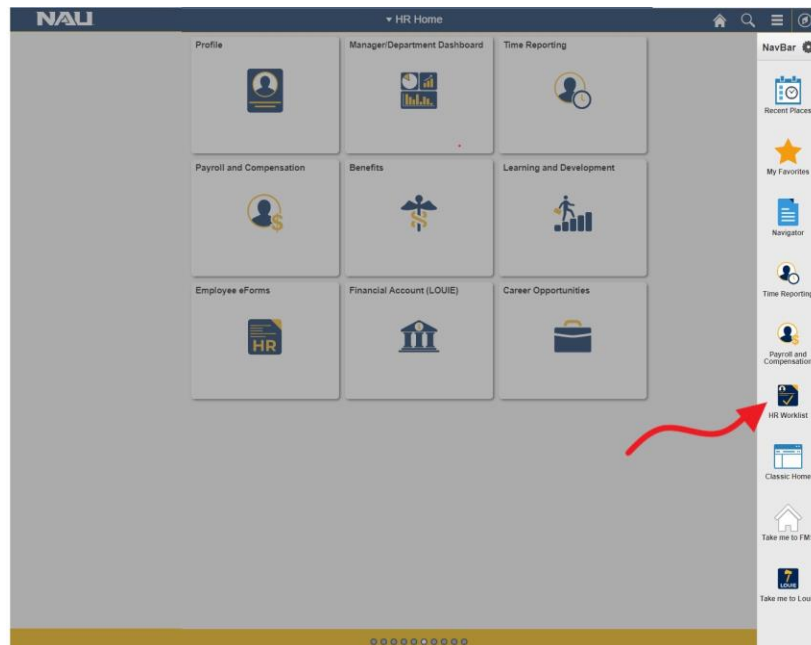 NAU
HR Home
NavBar
Profile
Manager/Department Dashboard
Time Reporting
Payroll and Compensation
Benefits
Learning and Development
Employee eForms
HR
Financial Account (LOUIE)
Career Opportunities
Recent Places
My Favorites
Navigator
Time Reporting
Payroll and
Compensation
HR Worklist
Classic Home
Take me to FM
LOUIE
Take me to Loui